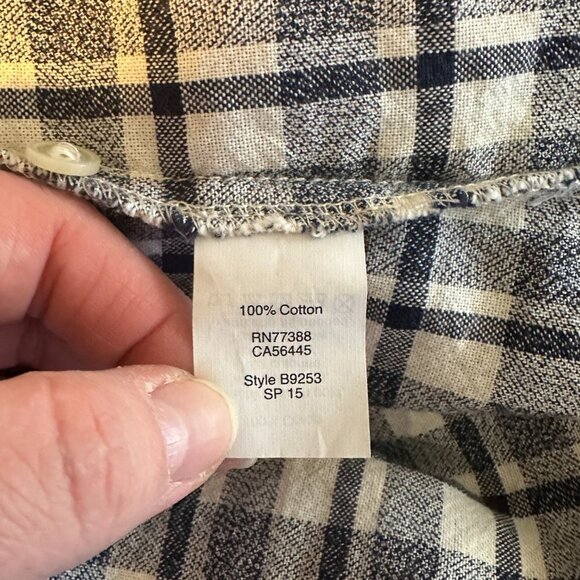 100% Cotton
RN77388
CA56445
Style B9253
SP 15